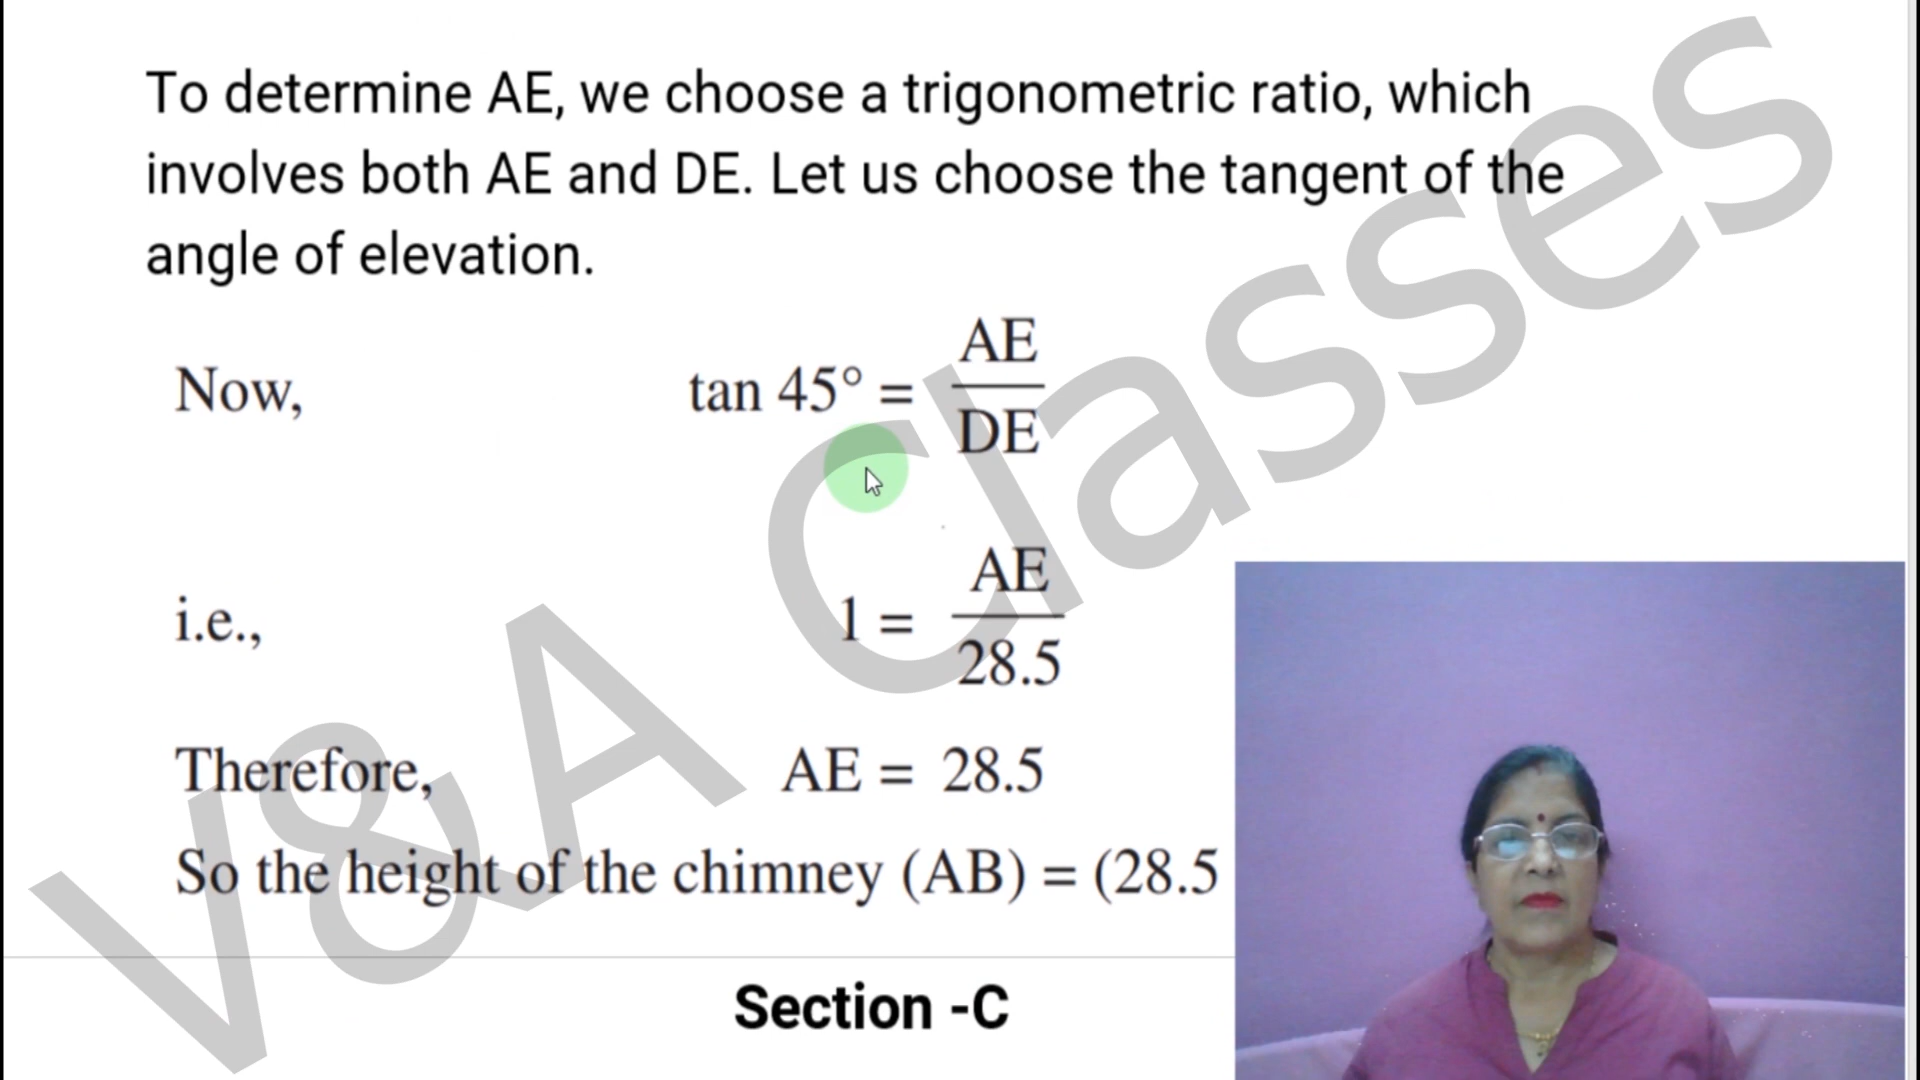 To determine AE, we choose a trigonometric ratio, which
involves both AE and DE. Let us choose the tangent of the
angle of elevation.
Now, tan 45° = AE
DE
i.e., 1 = AE
28.5
Therefore, AE = 28.5
So the height of the chimney (AB) = (28.5
Section -C
V&A Classes